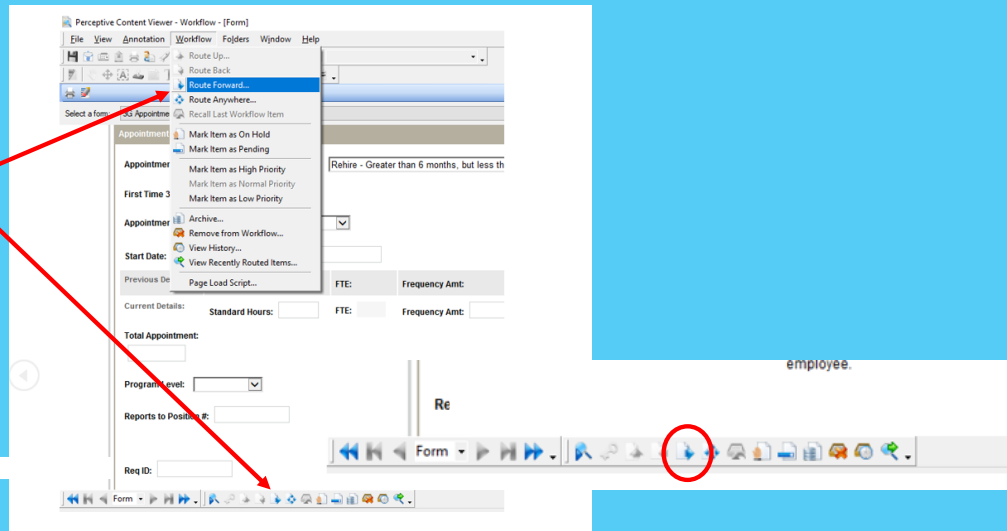 Perceptive Content Viewer - Workflow - [Form]
File View Annotation Workflow Folders Window Help
Route Up...
Route Back
Route Forward...
Route Anywhere...
Recall Last Workflow Item
Mark Item as On Hold
Mark Item as Pending
Mark Item as High Priority
Mark Item as Normal Priority
Mark Item as Low Priority
Archive...
Remove from Workflow...
View History...
View Recently Routed Items...
Page Load Script...
Select a form: SG Appointme
Appointment
Appointmer Rehire - Greater than 6 months, but less th
First Time 3
Appointmer
Start Date:
Previous De FTE: Frequency Amt:
Current Details: Standard Hours: FTE: Frequency Amt:
Total Appointment:
Program Level:
Reports to Position #:
Req ID:
Form
employee.
Re
Form